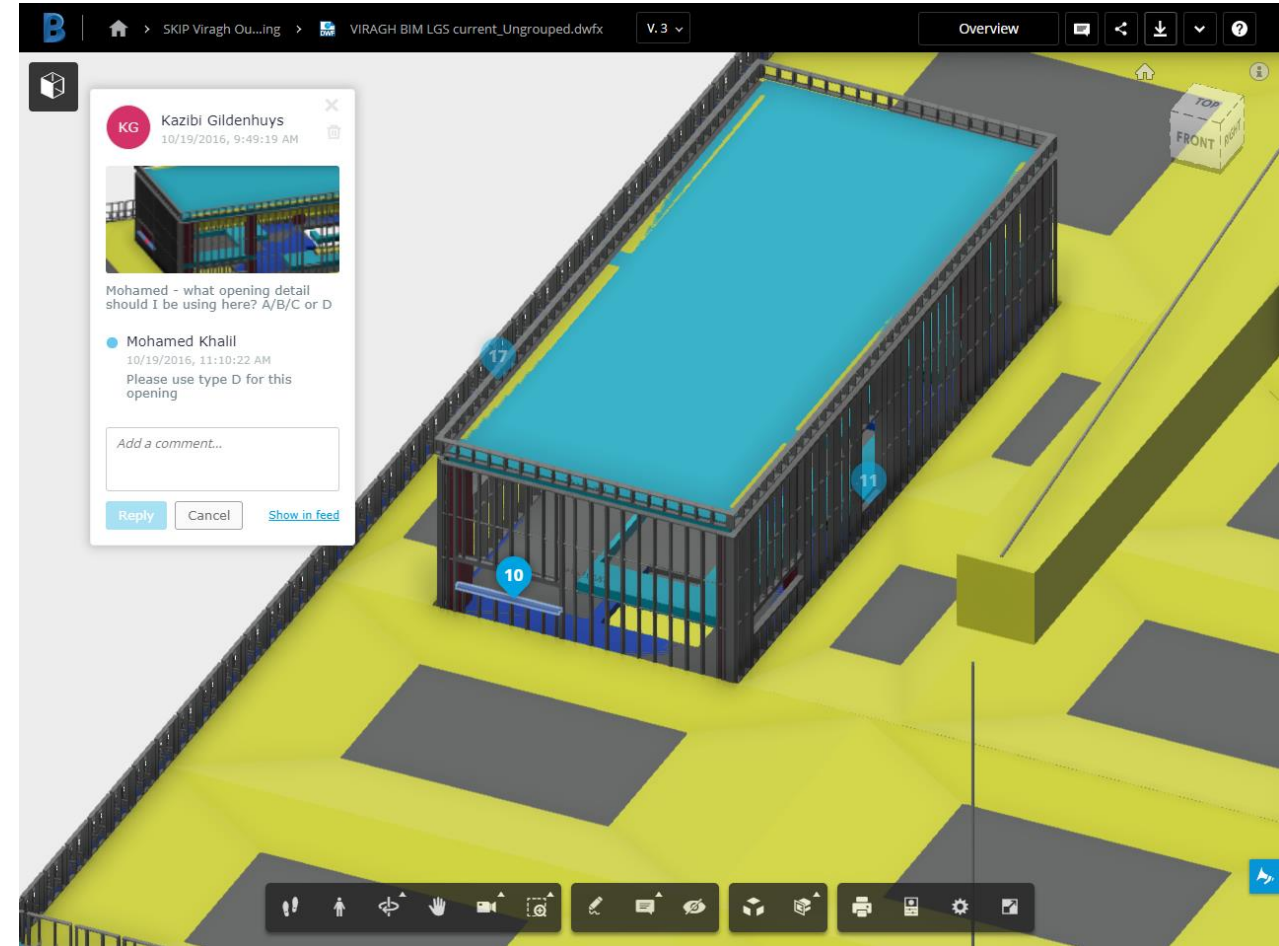 SKIP Viragh Ou...ing
DWF
VIRAGH BIM LGS current_Ungrouped.dwfx
V. 3
Overview
KG
Kazibi Gildenhuys
10/19/2016, 9:49:19 AM
Mohamed - what opening detail
should I be using here? A/B/C or D
Mohamed Khalil
10/19/2016, 11:10:22 AM
Please use type D for this
opening
Add a comment...
Reply
Cancel
Show in feed
TOP
FRONT
RIGHT
17
11
10